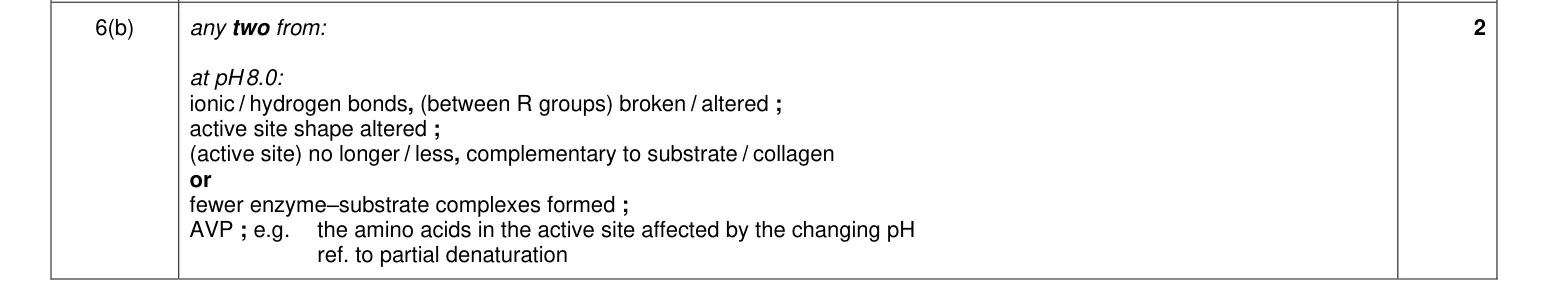 6(b) any two from: 2
at pH 8.0:
ionic / hydrogen bonds, (between R groups) broken / altered ;
active site shape altered ;
(active site) no longer / less, complementary to substrate / collagen
or
fewer enzyme–substrate complexes formed ;
AVP ; e.g. the amino acids in the active site affected by the changing pH
ref. to partial denaturation